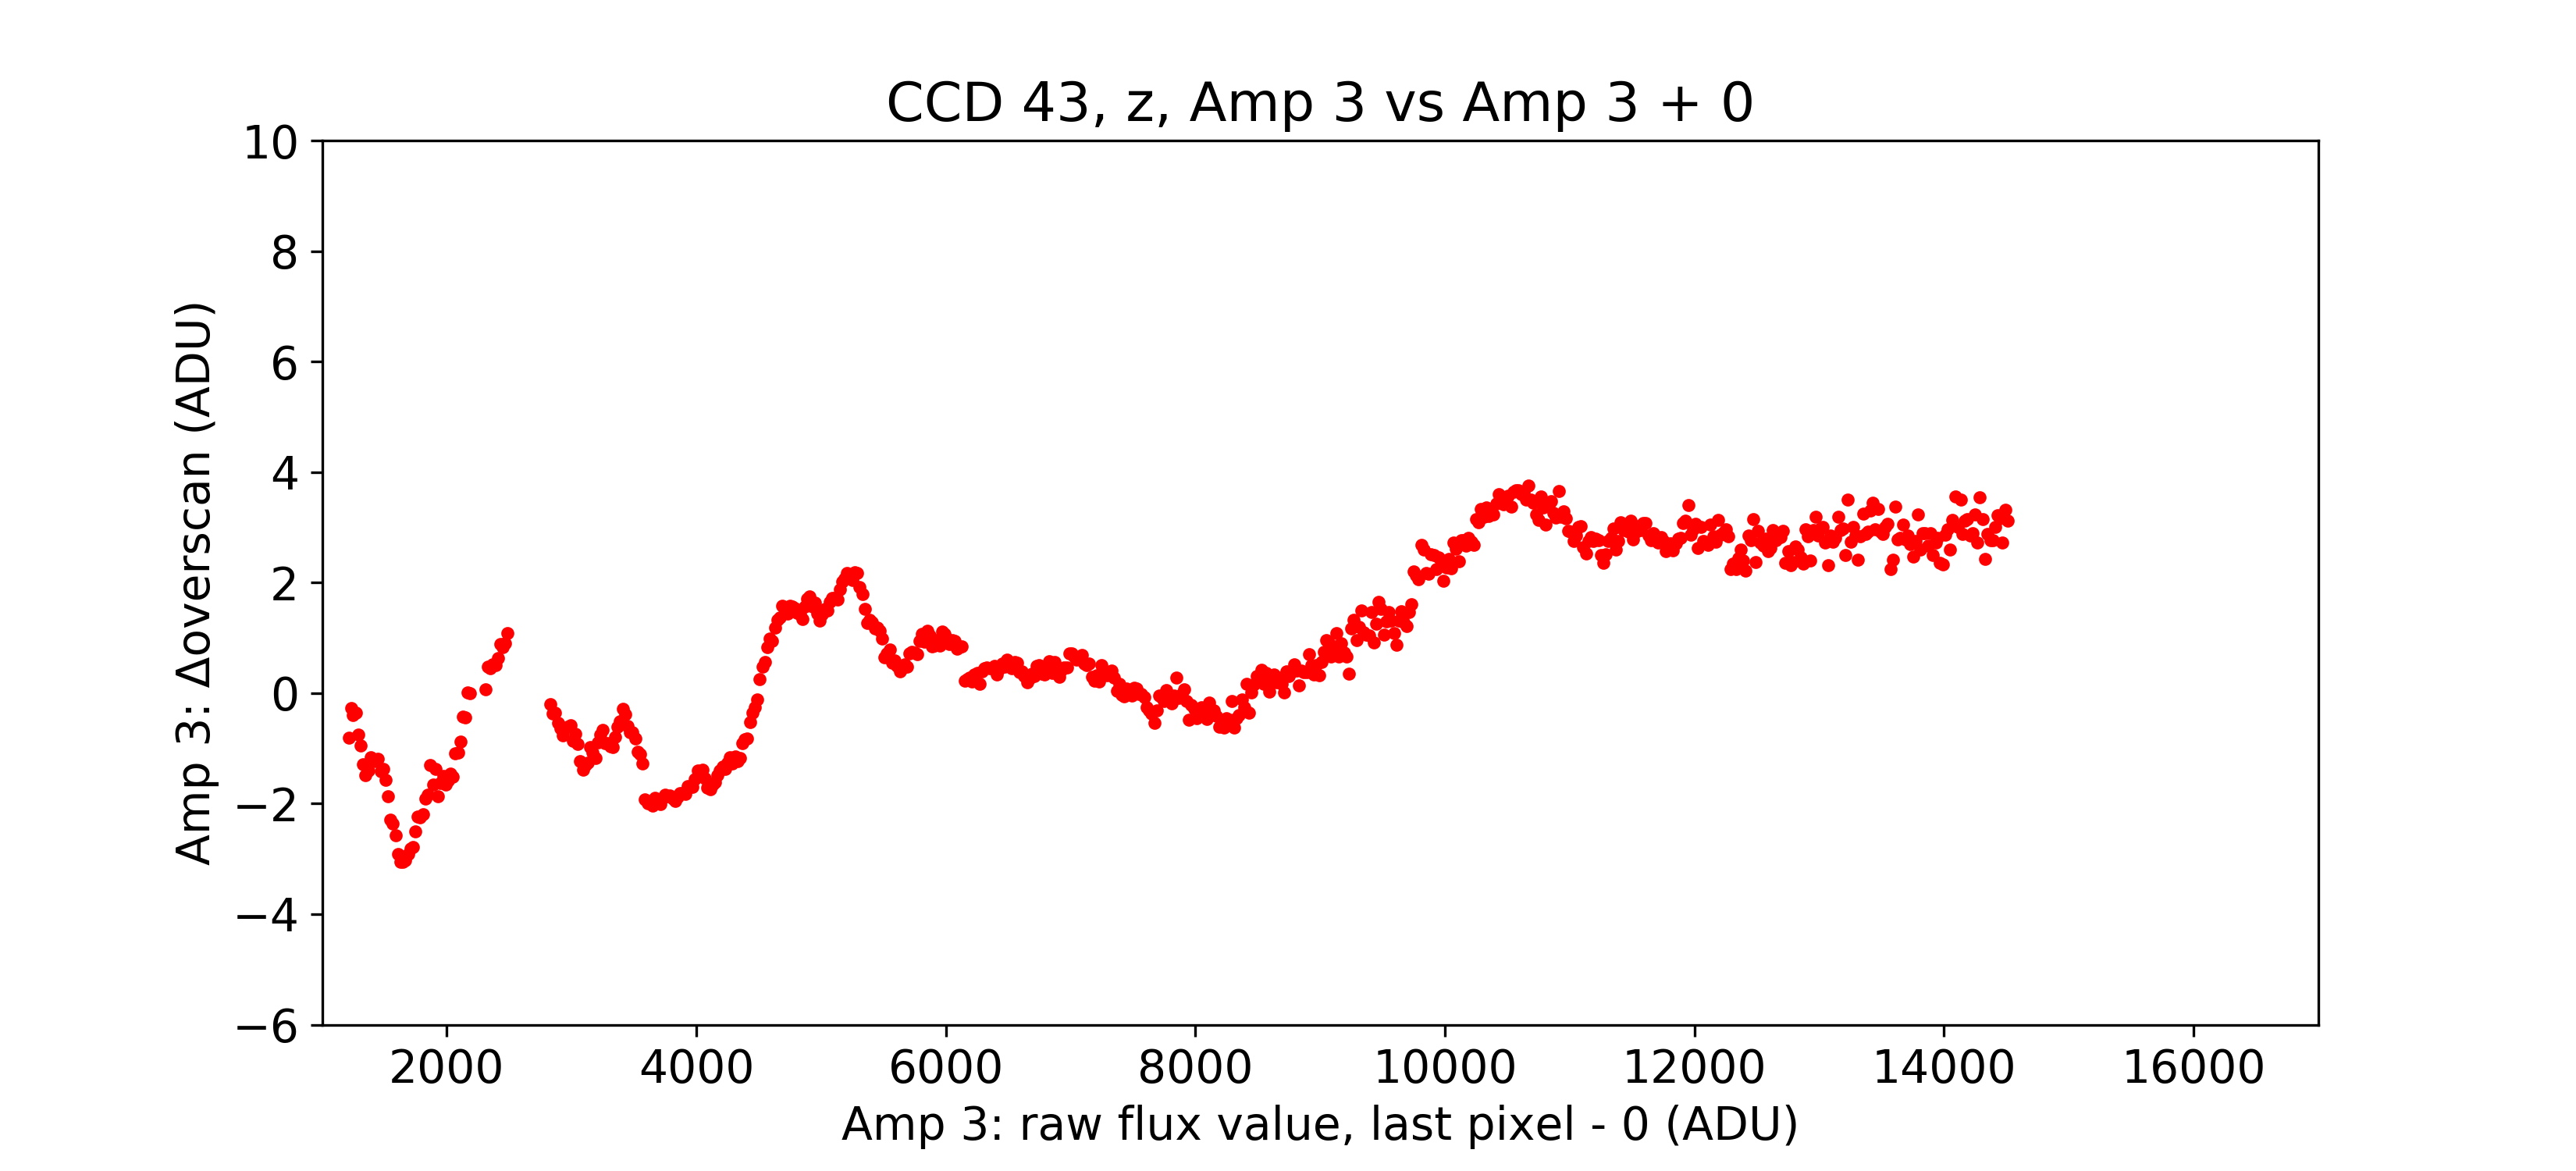 CCD 43, z, Amp 3 vs Amp 3 + 0
10
8
6
4
2
0
−2
−4
−6
Amp 3: Δoverscan (ADU)
2000 4000 6000 8000 10000 12000 14000 16000
Amp 3: raw flux value, last pixel - 0 (ADU)